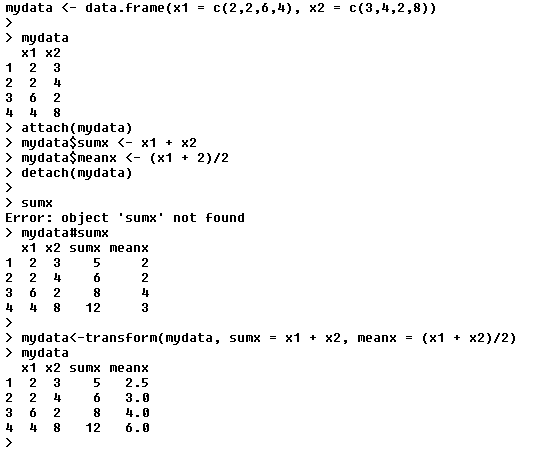 mydata <- data.frame(x1 = c(2,2,6,4), x2 = c(3,4,2,8))
>
> mydata
  x1 x2
1  2  3
2  2  4
3  6  2
4  4  8
> attach(mydata)
> mydata$sumx <- x1 + x2
> mydata$meanx <- (x1 + 2)/2
> detach(mydata)
>
> sumx
Error: object 'sumx' not found
> mydata#sumx
  x1 x2 sumx meanx
1  2  3    5     2
2  2  4    6     2
3  6  2    8     4
4  4  8   12     3
>
> mydata<-transform(mydata, sumx = x1 + x2, meanx = (x1 + x2)/2)
> mydata
  x1 x2 sumx meanx
1  2  3    5   2.5
2  2  4    6   3.0
3  6  2    8   4.0
4  4  8   12   6.0
>